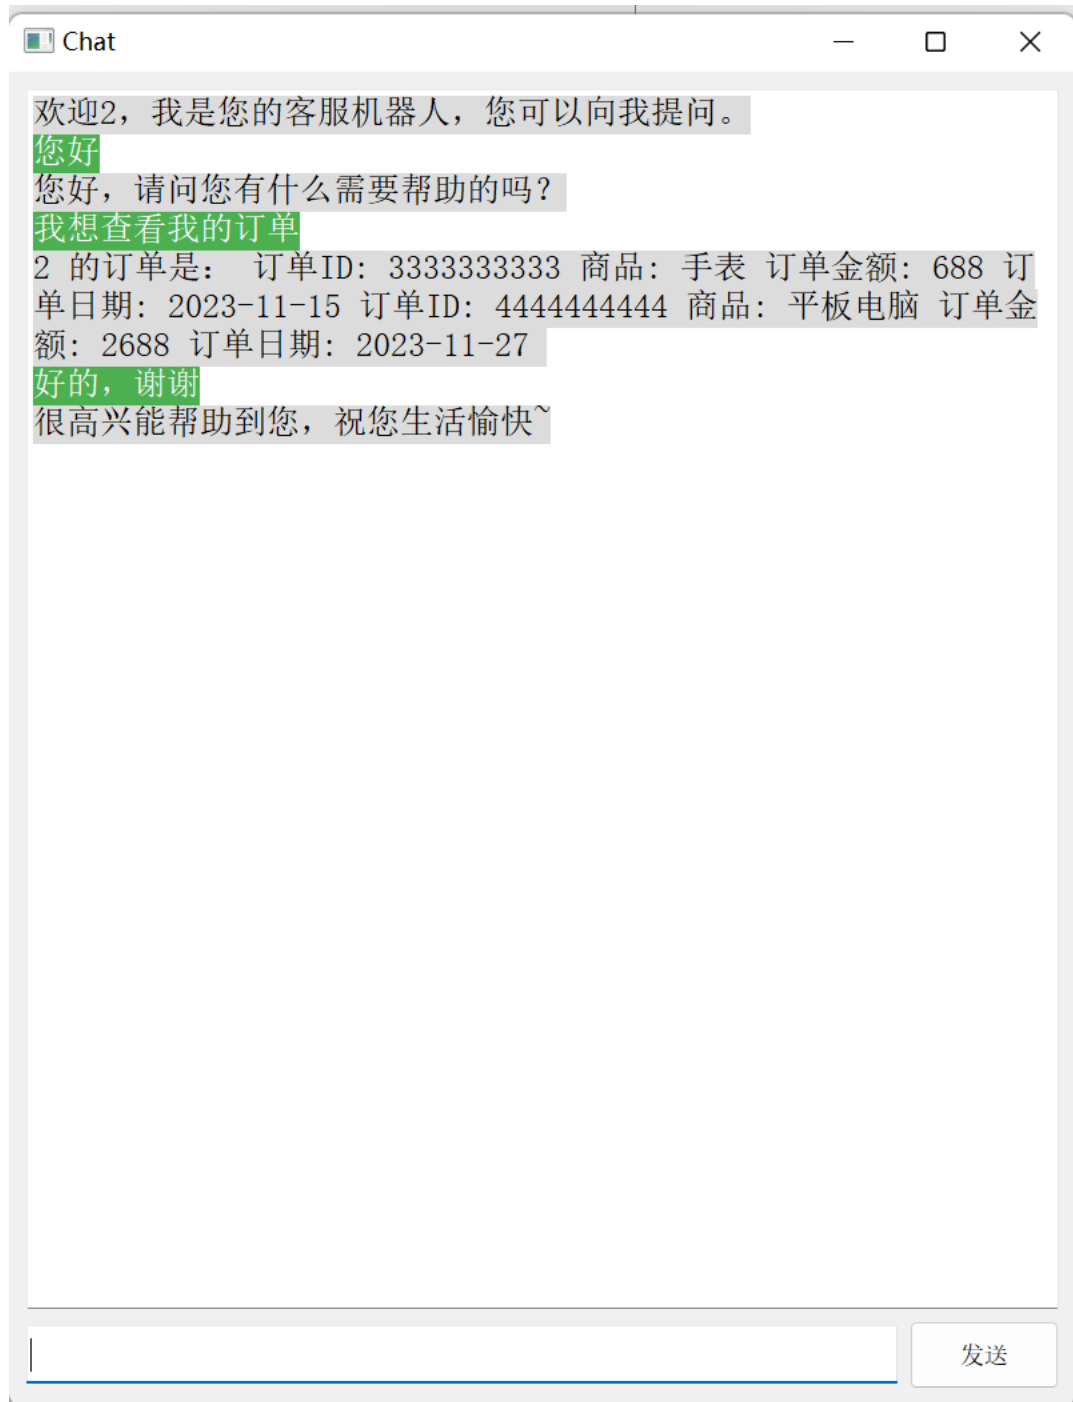 Chat
欢迎2，我是您的客服机器人，您可以向我提问。
您好
您好，请问您有什么需要帮助的吗？
我想查看我的订单
2 的订单是： 订单ID: 3333333333 商品: 手表 订单金额: 688 订
单日期: 2023-11-15 订单ID: 4444444444 商品: 平板电脑 订单金
额: 2688 订单日期: 2023-11-27
好的，谢谢
很高兴能帮助到您，祝您生活愉快~
发送